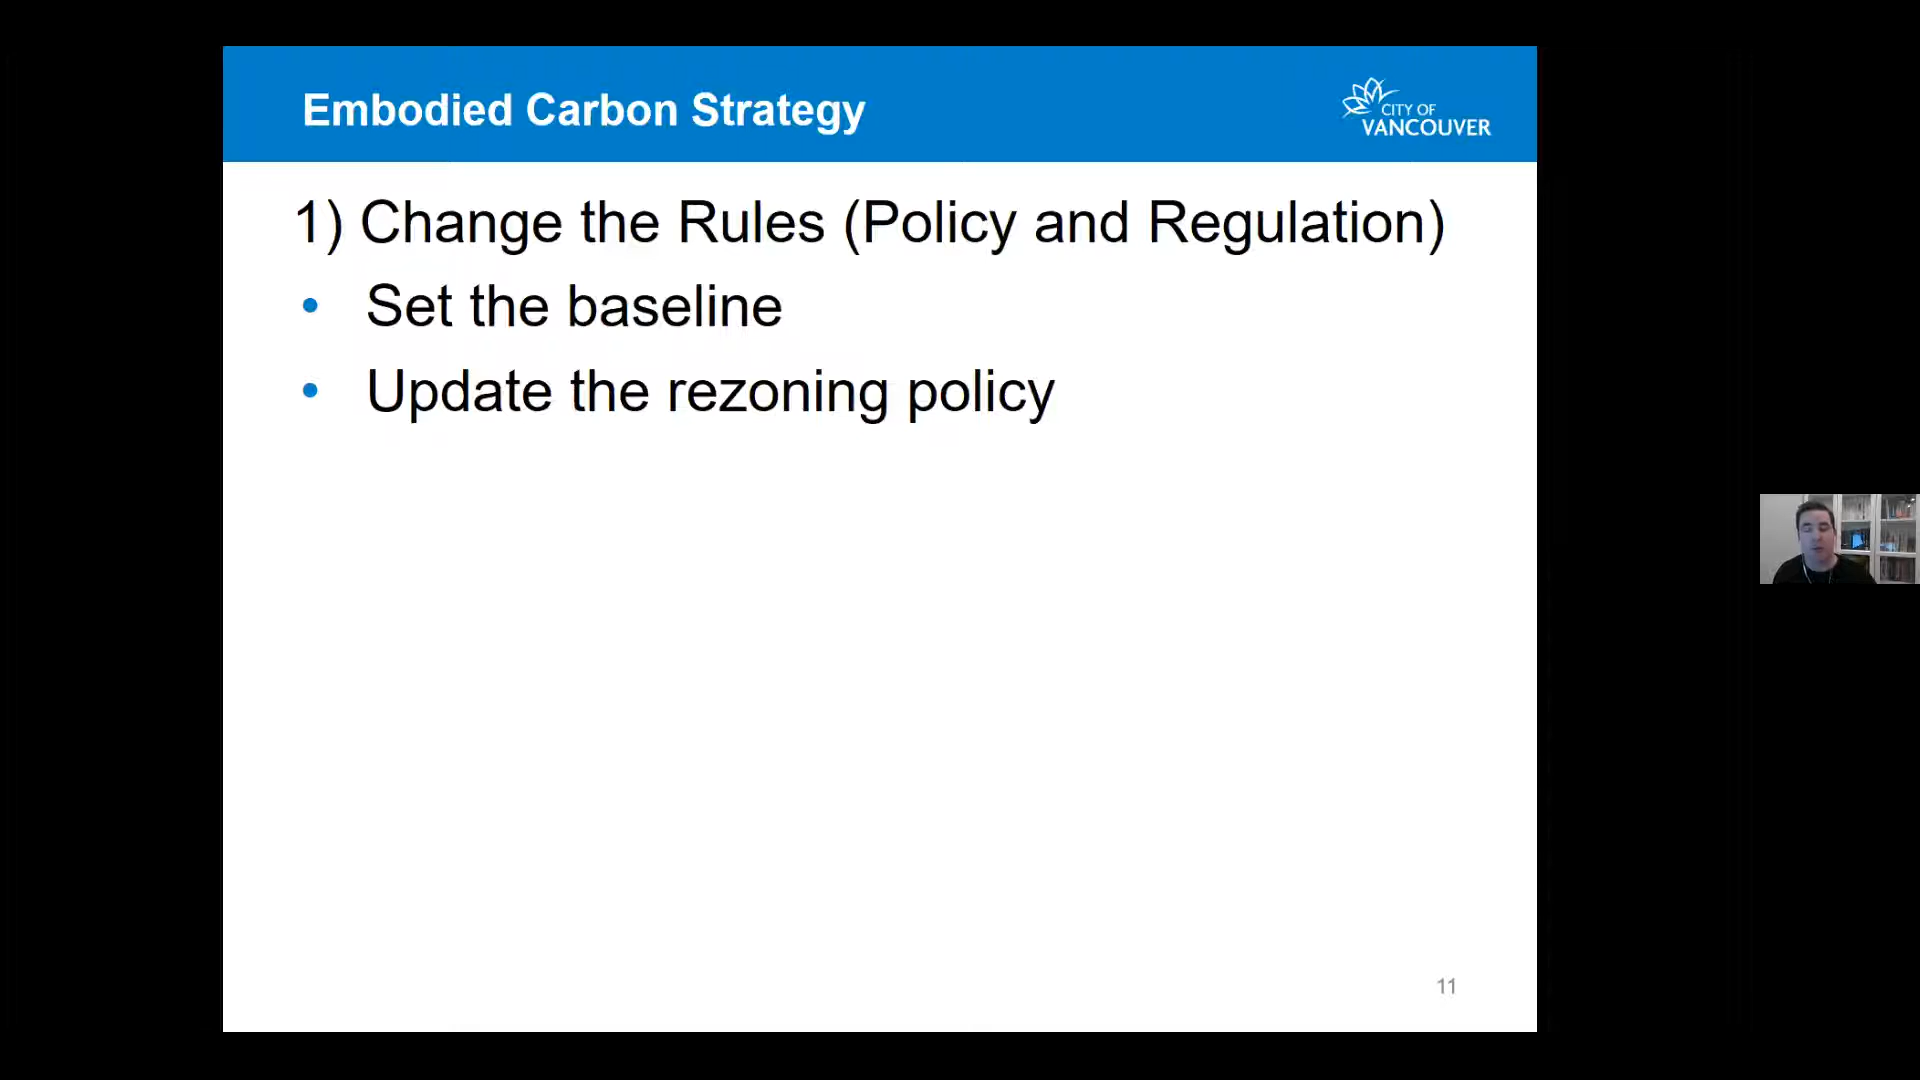 Embodied Carbon Strategy
CITY OF
VANCOUVER
1) Change the Rules (Policy and Regulation)
• Set the baseline
• Update the rezoning policy
11